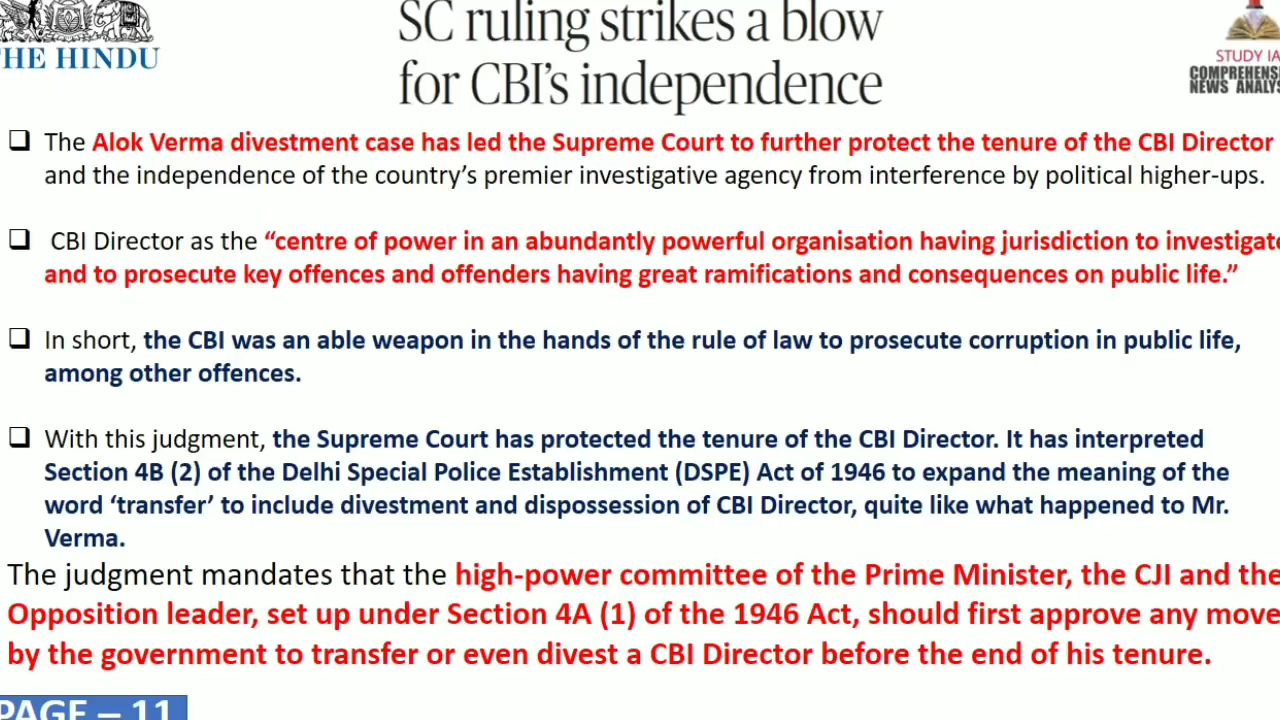 SC ruling strikes a blow
THE HINDU
for CBI's independence
STUDY IA
COMPREHENSI
NEWS ANALYS
❑ The Alok Verma divestment case has led the Supreme Court to further protect the tenure of the CBI Director
and the independence of the country's premier investigative agency from interference by political higher-ups.
❑ CBI Director as the “centre of power in an abundantly powerful organisation having jurisdiction to investigate
and to prosecute key offences and offenders having great ramifications and consequences on public life.”
❑ In short, the CBI was an able weapon in the hands of the rule of law to prosecute corruption in public life,
among other offences.
❑ With this judgment, the Supreme Court has protected the tenure of the CBI Director. It has interpreted
Section 4B (2) of the Delhi Special Police Establishment (DSPE) Act of 1946 to expand the meaning of the
word ‘transfer’ to include divestment and dispossession of CBI Director, quite like what happened to Mr.
Verma.
The judgment mandates that the high-power committee of the Prime Minister, the CJI and the
Opposition leader, set up under Section 4A (1) of the 1946 Act, should first approve any move
by the government to transfer or even divest a CBI Director before the end of his tenure.
PAGE – 11